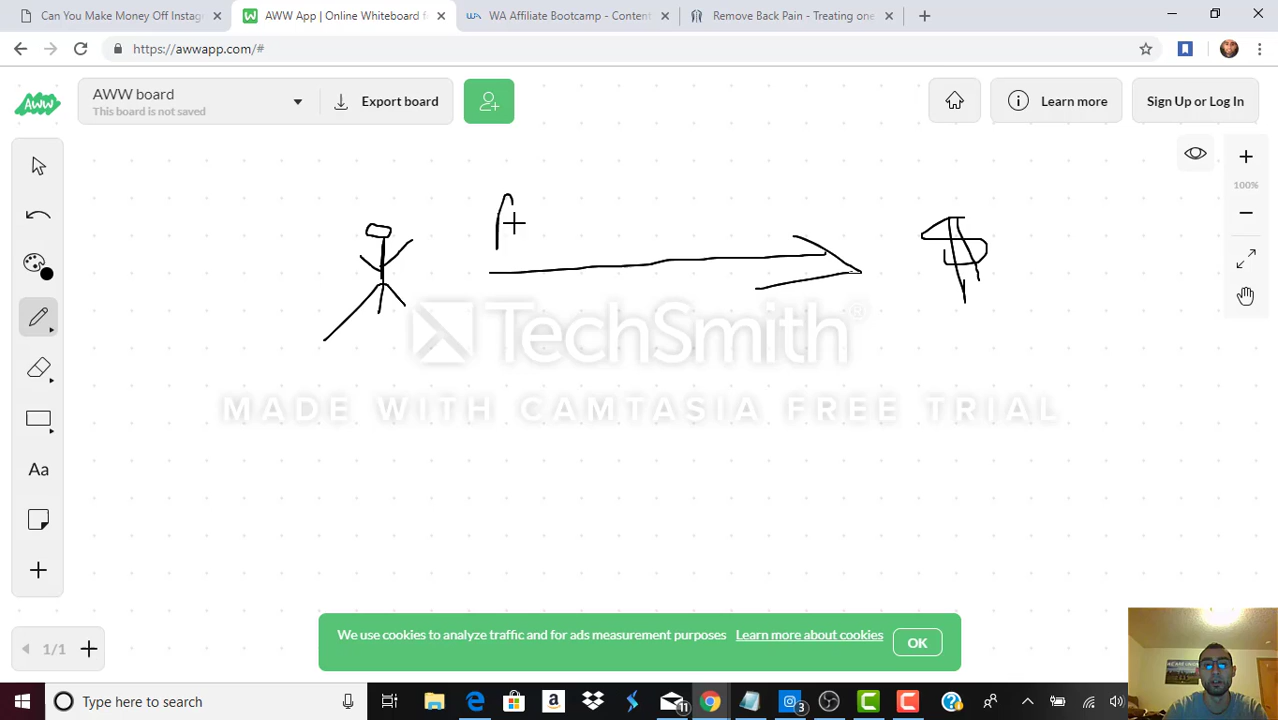 Can You Make Money Off Instag
AWW App | Online Whiteboard f
WA Affiliate Bootcamp - Content
Remove Back Pain - Treating one
https://awwapp.com/#
AWW
AWW board
This board is not saved
Export board
Learn more
Sign Up or Log In
100%
$
TechSmith®
MADE WITH CAMTASIA FREE TRIAL
Aa
We use cookies to analyze traffic and for ads measurement purposes Learn more about cookies OK
1/1
Type here to search
11
3